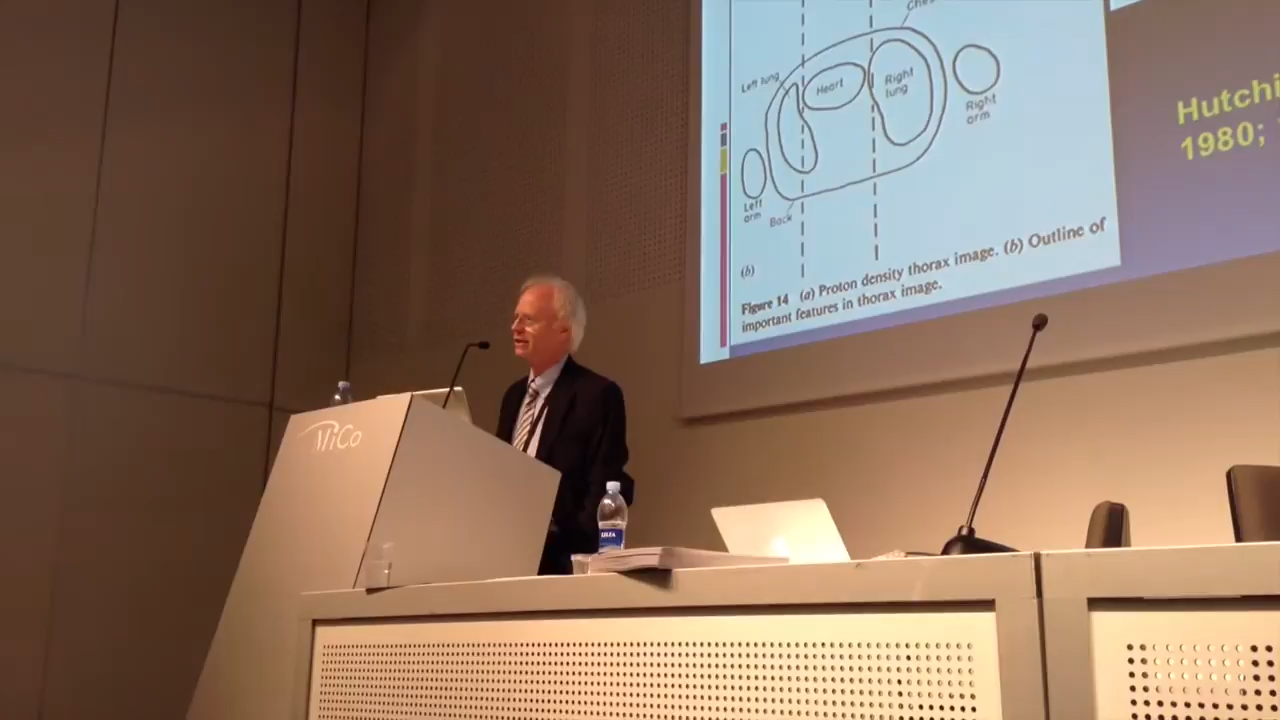 Left lung
Heart
Right
lung
Right
arm
Left
arm
Back
(b)
Figure 14 (a) Proton density thorax image. (b) Outline of
important features in thorax image.
Hutchi
1980;
MiCo